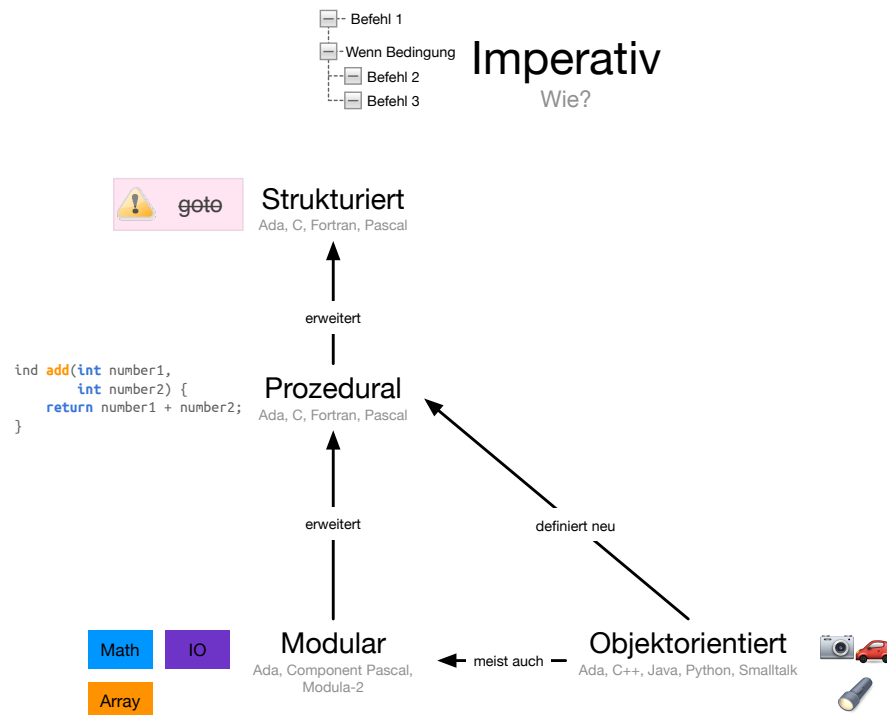 Befehl 1
Wenn Bedingung
Befehl 2
Befehl 3
Imperativ
Wie?
goto
Strukturiert
Ada, C, Fortran, Pascal
erweitert
ind add(int number1,
int number2) {
return number1 + number2;
}
Prozedural
Ada, C, Fortran, Pascal
erweitert
definiert neu
Math
IO
Array
Modular
Ada, Component Pascal,
Modula-2
meist auch
Objektorientiert
Ada, C++, Java, Python, Smalltalk